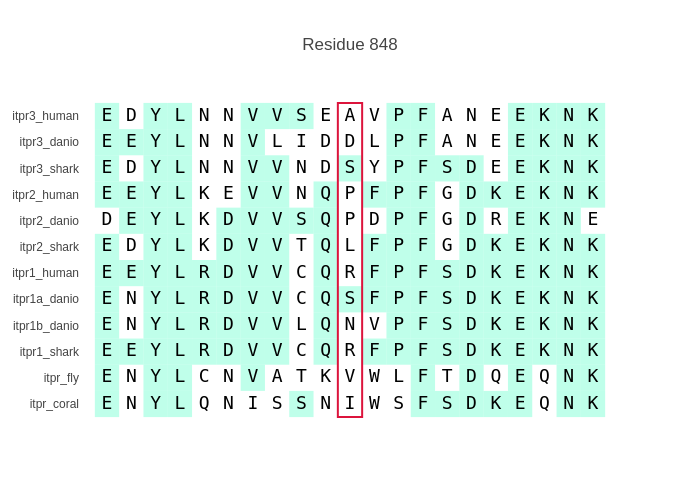 Residue 848
itpr3_human E D Y L N N V V S E A V P F A N E E K N K
itpr3_danio E E Y L N N V L I D D L P F A N E E K N K
itpr3_shark E D Y L N N V V N D S Y P F S D E E K N K
itpr2_human E E Y L K E V V N Q P F P F G D K E K N K
itpr2_danio D E Y L K D V V S Q P D P F G D R E K N E
itpr2_shark E D Y L K D V V T Q L F P F G D K E K N K
itpr1_human E E Y L R D V V C Q R F P F S D K E K N K
itpr1a_danio E N Y L R D V V C Q S F P F S D K E K N K
itpr1b_danio E N Y L R D V V L Q N V P F S D K E K N K
itpr1_shark E E Y L R D V V C Q R F P F S D K E K N K
itpr_fly E N Y L C N V A T K V W L F T D Q E Q N K
itpr_coral E N Y L Q N I S S N I W S F S D K E Q N K